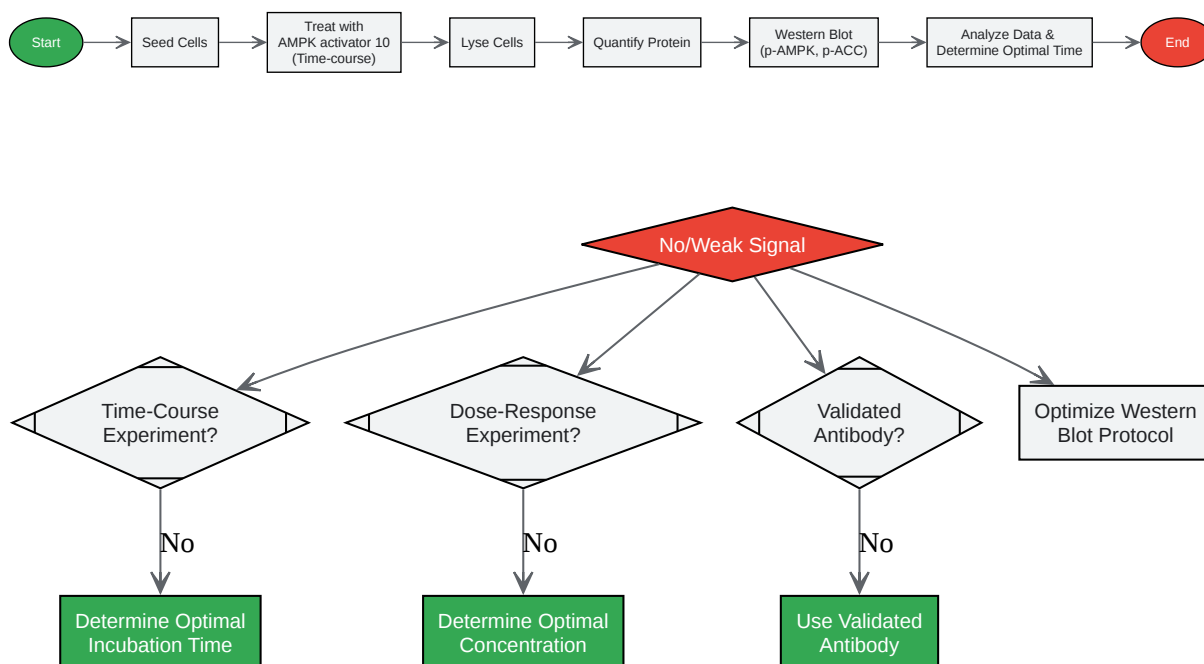 Start
Seed Cells
Treat with
AMPK activator 10
(Time-course)
Lyse Cells
Quantify Protein
Western Blot
(p-AMPK, p-ACC)
Analyze Data &
Determine Optimal Time
End
No/Weak Signal
Time-Course
Experiment?
Dose-Response
Experiment?
Validated
Antibody?
Optimize Western
Blot Protocol
No
No
No
Determine Optimal
Incubation Time
Determine Optimal
Concentration
Use Validated
Antibody